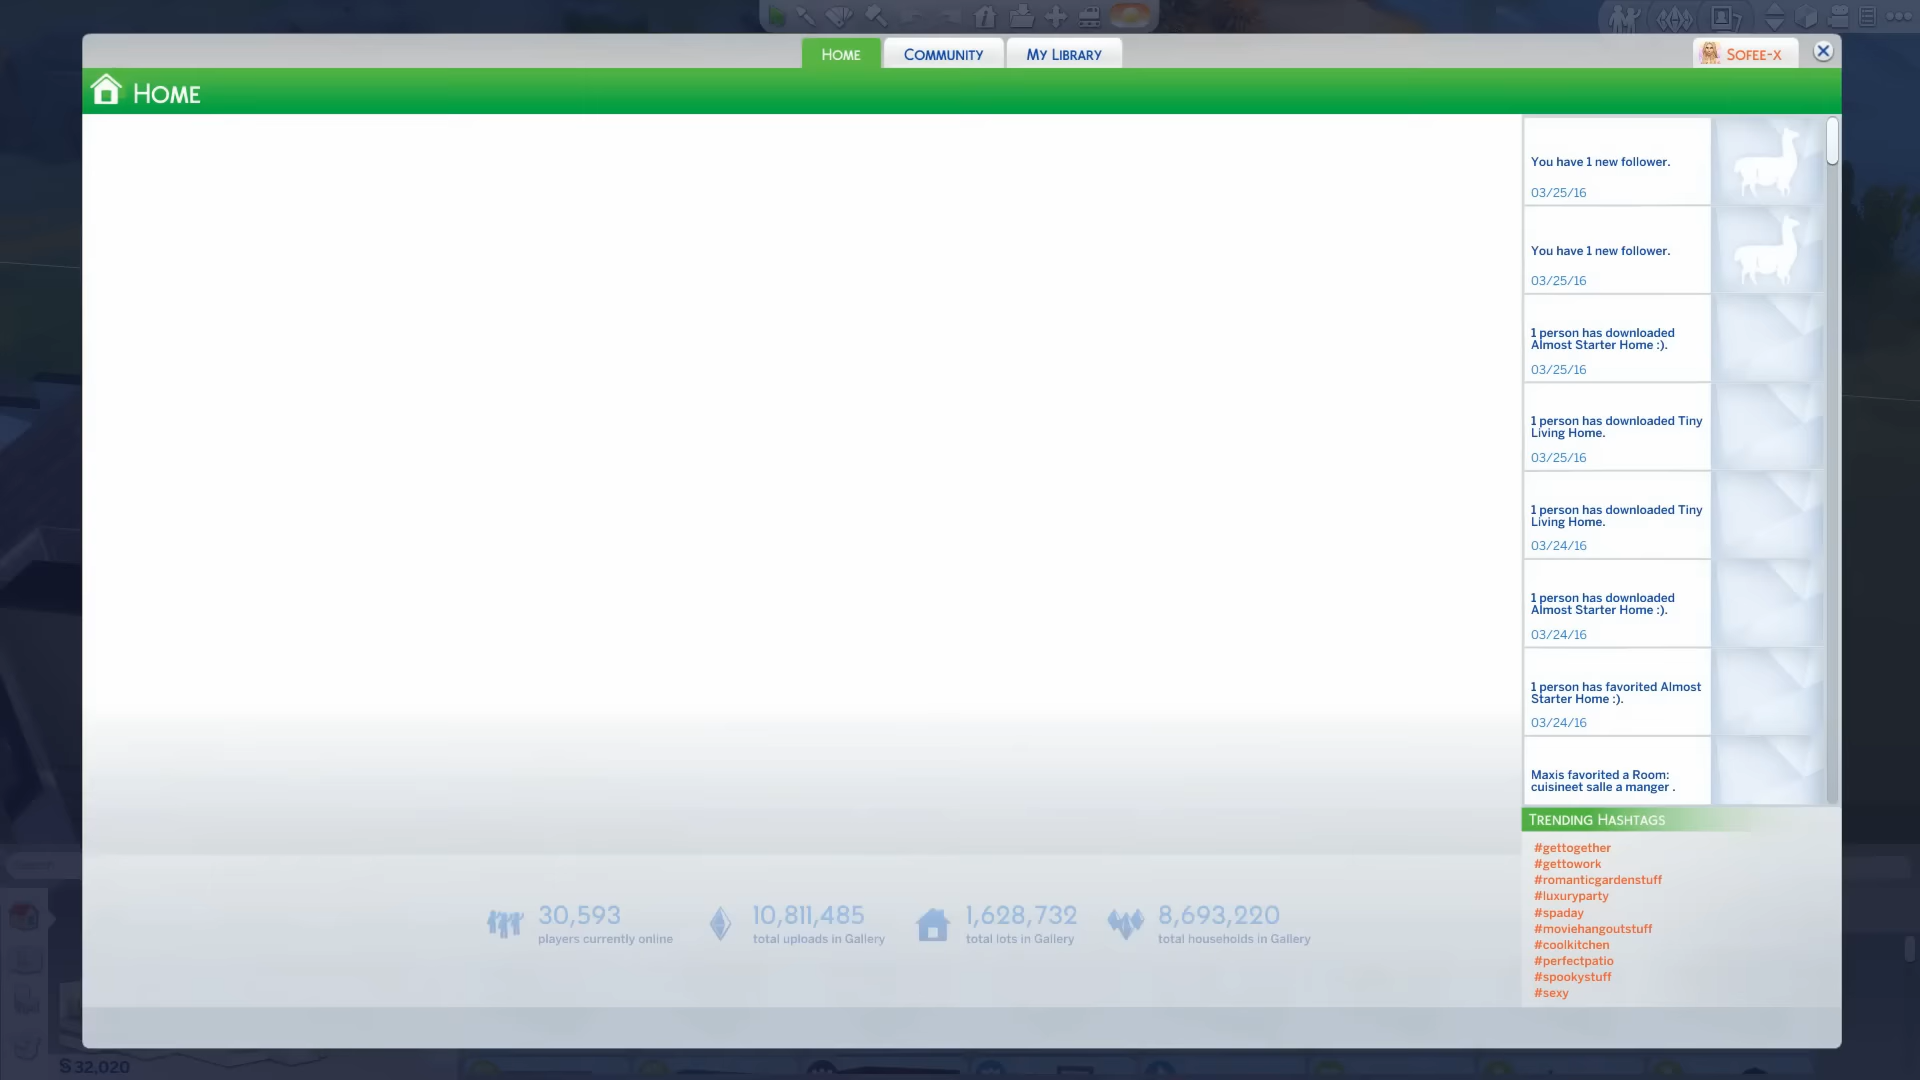 HOME
COMMUNITY
MY LIBRARY
SOFEE-X
HOME
You have 1 new follower.
03/25/16
You have 1 new follower.
03/25/16
1 person has downloaded
Almost Starter Home :).
03/25/16
1 person has downloaded Tiny
Living Home.
03/25/16
1 person has downloaded Tiny
Living Home.
03/24/16
1 person has downloaded
Almost Starter Home :).
03/24/16
1 person has favorited Almost
Starter Home :).
03/24/16
Maxis favorited a Room:
cuisineet salle a manger .
TRENDING HASHTAGS
#gettogether
#gettowork
#romanticgardenstuff
#luxuryparty
#spaday
#moviehangoutstuff
#coolkitchen
#perfectpatio
#spookystuff
#sexy
30,593
players currently online
10,811,485
total uploads in Gallery
1,628,732
total lots in Gallery
8,693,220
total households in Gallery
§32,020